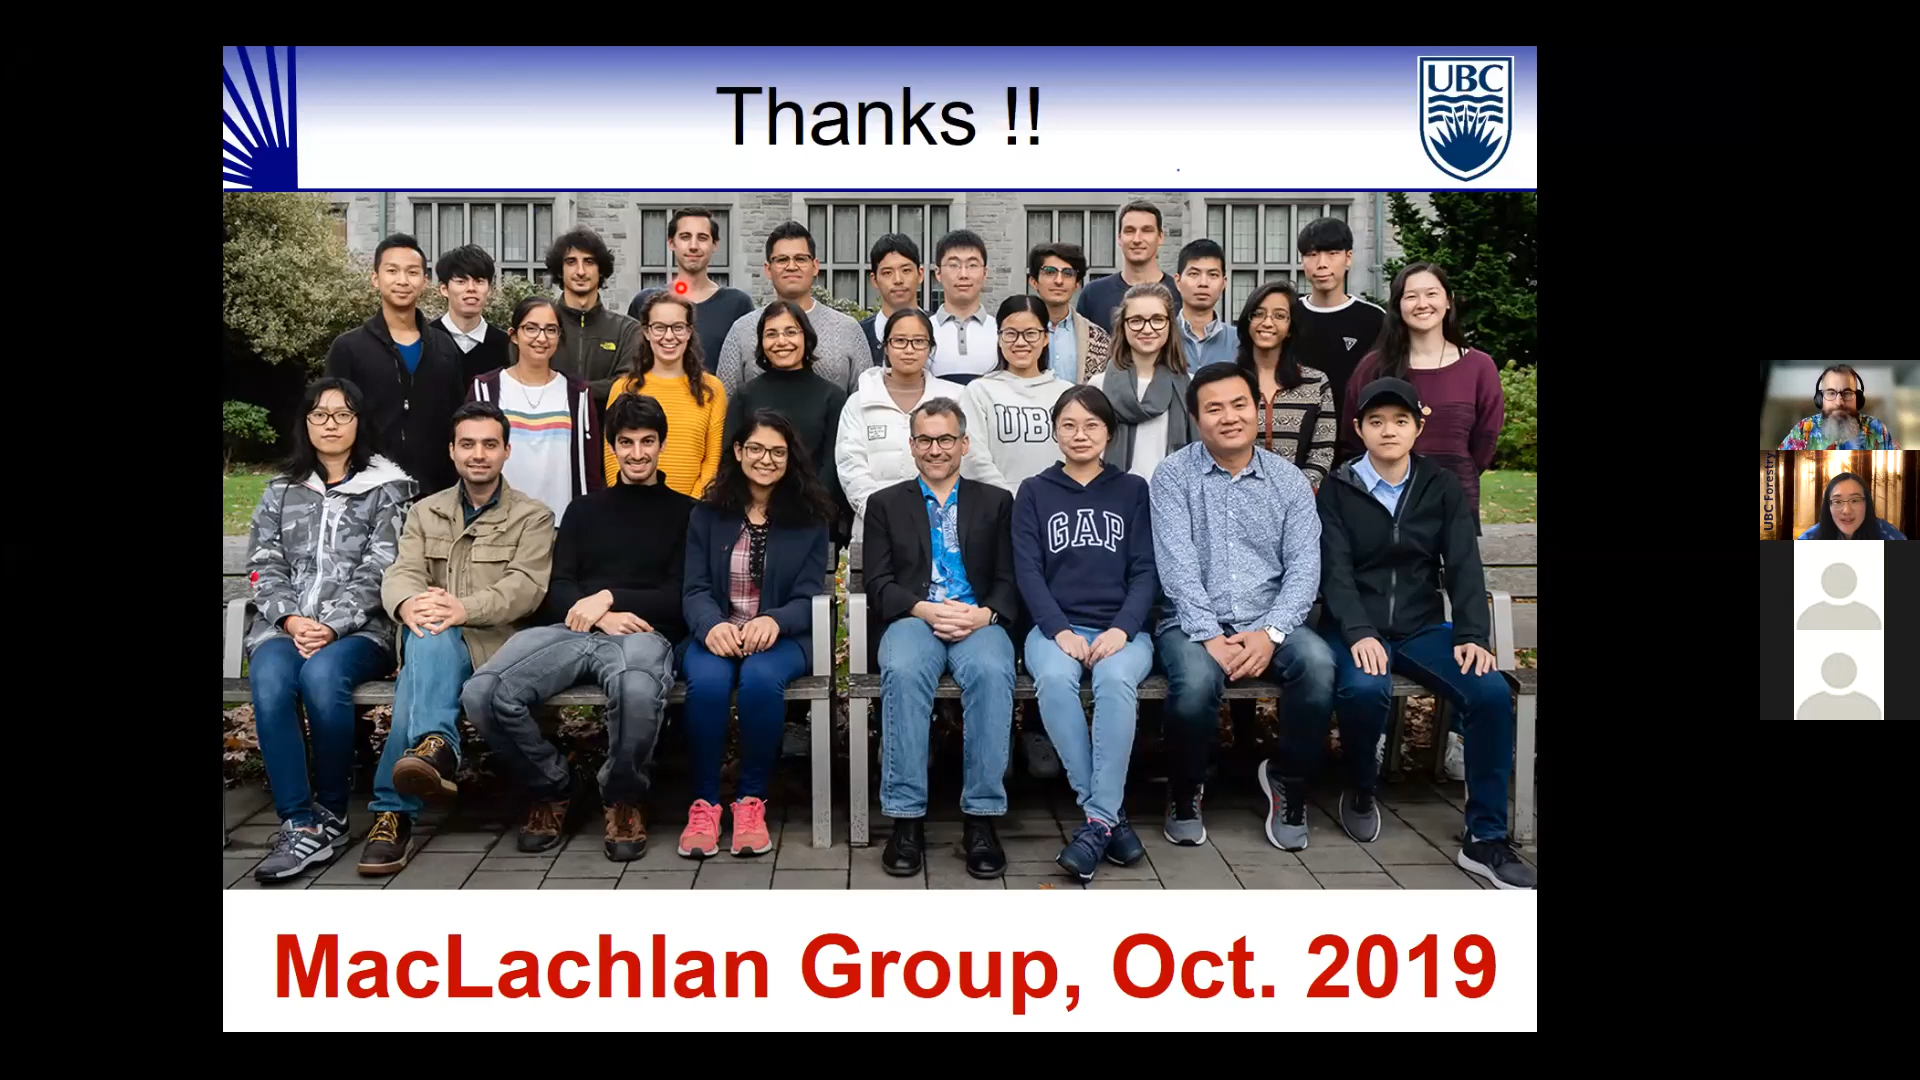 Thanks !!
UBC
UBC
GAP
UBC Forestry
MacLachlan Group, Oct. 2019